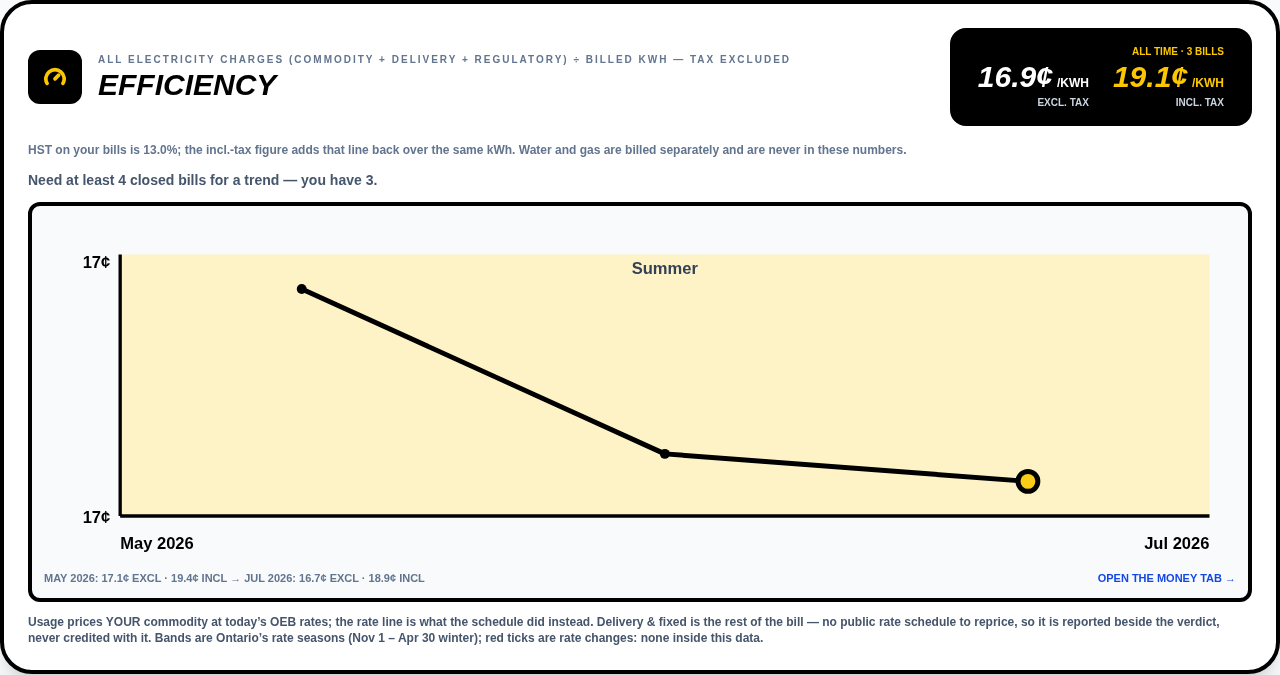 ALL ELECTRICITY CHARGES (COMMODITY + DELIVERY + REGULATORY) ÷ BILLED KWH — TAX EXCLUDED
EFFICIENCY
ALL TIME · 3 BILLS
16.9¢ /KWH 19.1¢ /KWH
EXCL. TAX INCL. TAX
HST on your bills is 13.0%; the incl.-tax figure adds that line back over the same kWh. Water and gas are billed separately and are never in these numbers.
Need at least 4 closed bills for a trend — you have 3.
17¢
Summer
17¢
May 2026 Jul 2026
MAY 2026: 17.1¢ EXCL · 19.4¢ INCL → JUL 2026: 16.7¢ EXCL · 18.9¢ INCL
OPEN THE MONEY TAB →
Usage prices YOUR commodity at today’s OEB rates; the rate line is what the schedule did instead. Delivery & fixed is the rest of the bill — no public rate schedule to reprice, so it is reported beside the verdict,
never credited with it. Bands are Ontario’s rate seasons (Nov 1 – Apr 30 winter); red ticks are rate changes: none inside this data.